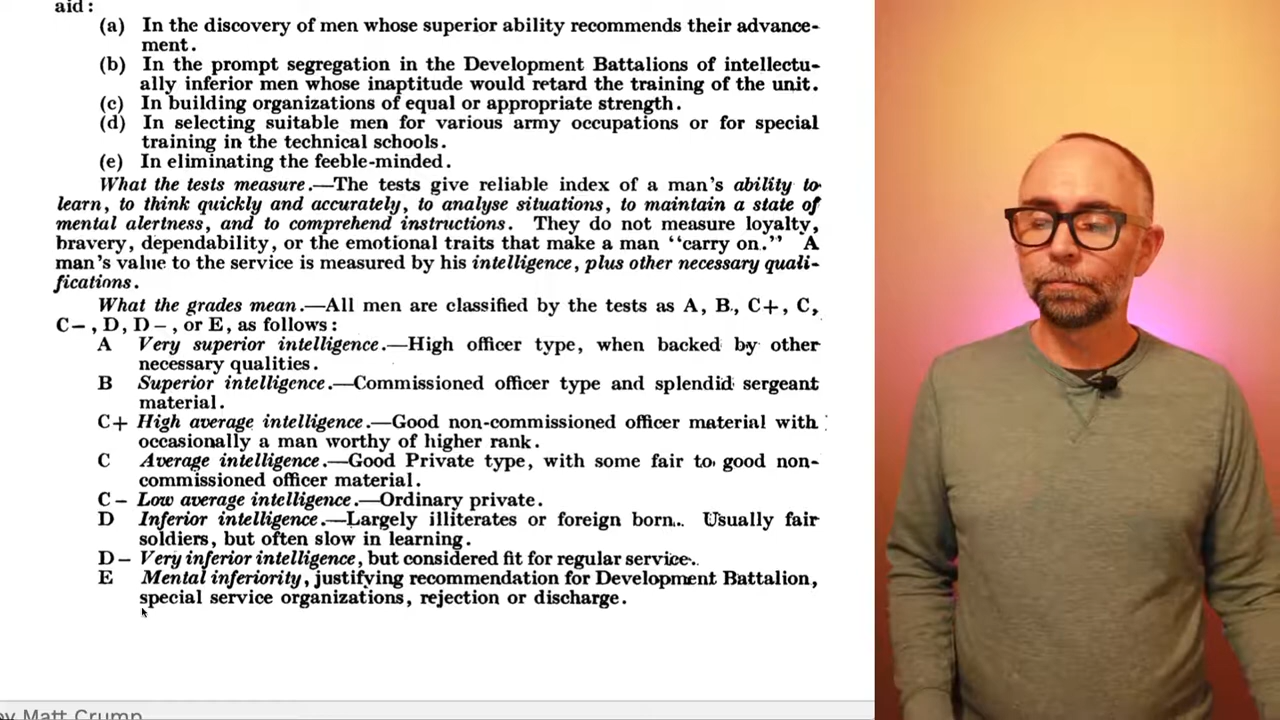 aid:
(a) In the discovery of men whose superior ability recommends their advance-
ment.
(b) In the prompt segregation in the Development Battalions of intellectu-
ally inferior men whose inaptitude would retard the training of the unit.
(c) In building organizations of equal or appropriate strength.
(d) In selecting suitable men for various army occupations or for special
training in the technical schools.
(e) In eliminating the feeble-minded.
What the tests measure.—The tests give reliable index of a man's ability to
learn, to think quickly and accurately, to analyse situations, to maintain a state of
mental alertness, and to comprehend instructions. They do not measure loyalty,
bravery, dependability, or the emotional traits that make a man “carry on.” A
man's value to the service is measured by his intelligence, plus other necessary quali-
fications.
What the grades mean.—All men are classified by the tests as A, B, C+, C,
C−, D, D−, or E, as follows:
A Very superior intelligence.—High officer type, when backed by other
necessary qualities.
B Superior intelligence.—Commissioned officer type and splendid sergeant
material.
C+ High average intelligence.—Good non-commissioned officer material with
occasionally a man worthy of higher rank.
C Average intelligence.—Good Private type, with some fair to good non-
commissioned officer material.
C− Low average intelligence.—Ordinary private.
D Inferior intelligence.—Largely illiterates or foreign born. Usually fair
soldiers, but often slow in learning.
D− Very inferior intelligence, but considered fit for regular service.
E Mental inferiority, justifying recommendation for Development Battalion,
special service organizations, rejection or discharge.
by Matt Crump